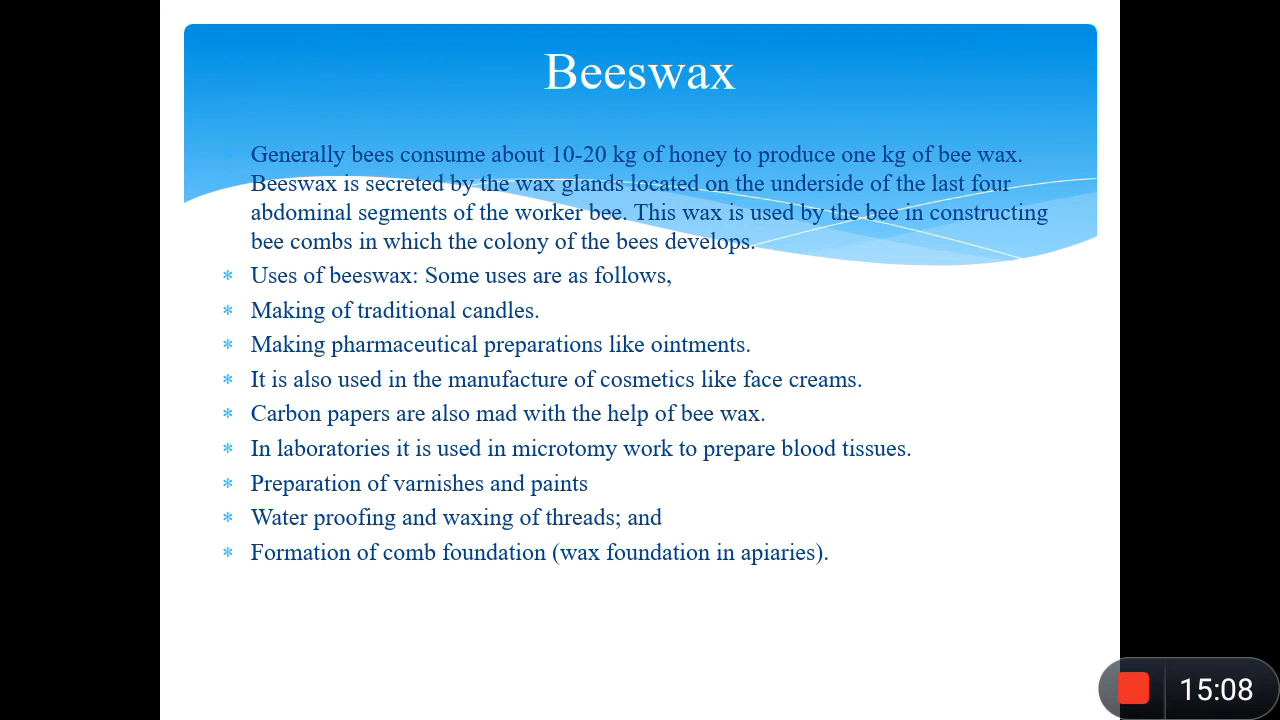 Beeswax
Generally bees consume about 10-20 kg of honey to produce one kg of bee wax.
Beeswax is secreted by the wax glands located on the underside of the last four
abdominal segments of the worker bee. This wax is used by the bee in constructing
bee combs in which the colony of the bees develops.
* Uses of beeswax: Some uses are as follows,
* Making of traditional candles.
* Making pharmaceutical preparations like ointments.
* It is also used in the manufacture of cosmetics like face creams.
* Carbon papers are also mad with the help of bee wax.
* In laboratories it is used in microtomy work to prepare blood tissues.
* Preparation of varnishes and paints
* Water proofing and waxing of threads; and
* Formation of comb foundation (wax foundation in apiaries).
15:08